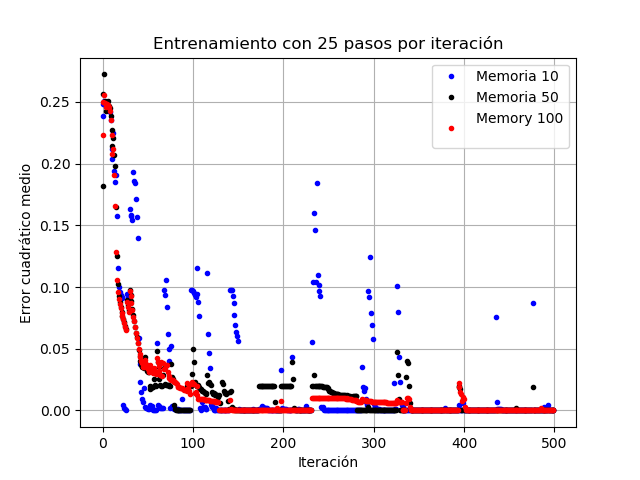 Entrenamiento con 25 pasos por iteración
Memoria 10
Memoria 50
Memory 100
Error cuadrático medio
0.25
0.20
0.15
0.10
0.05
0.00
0 100 200 300 400 500
Iteración